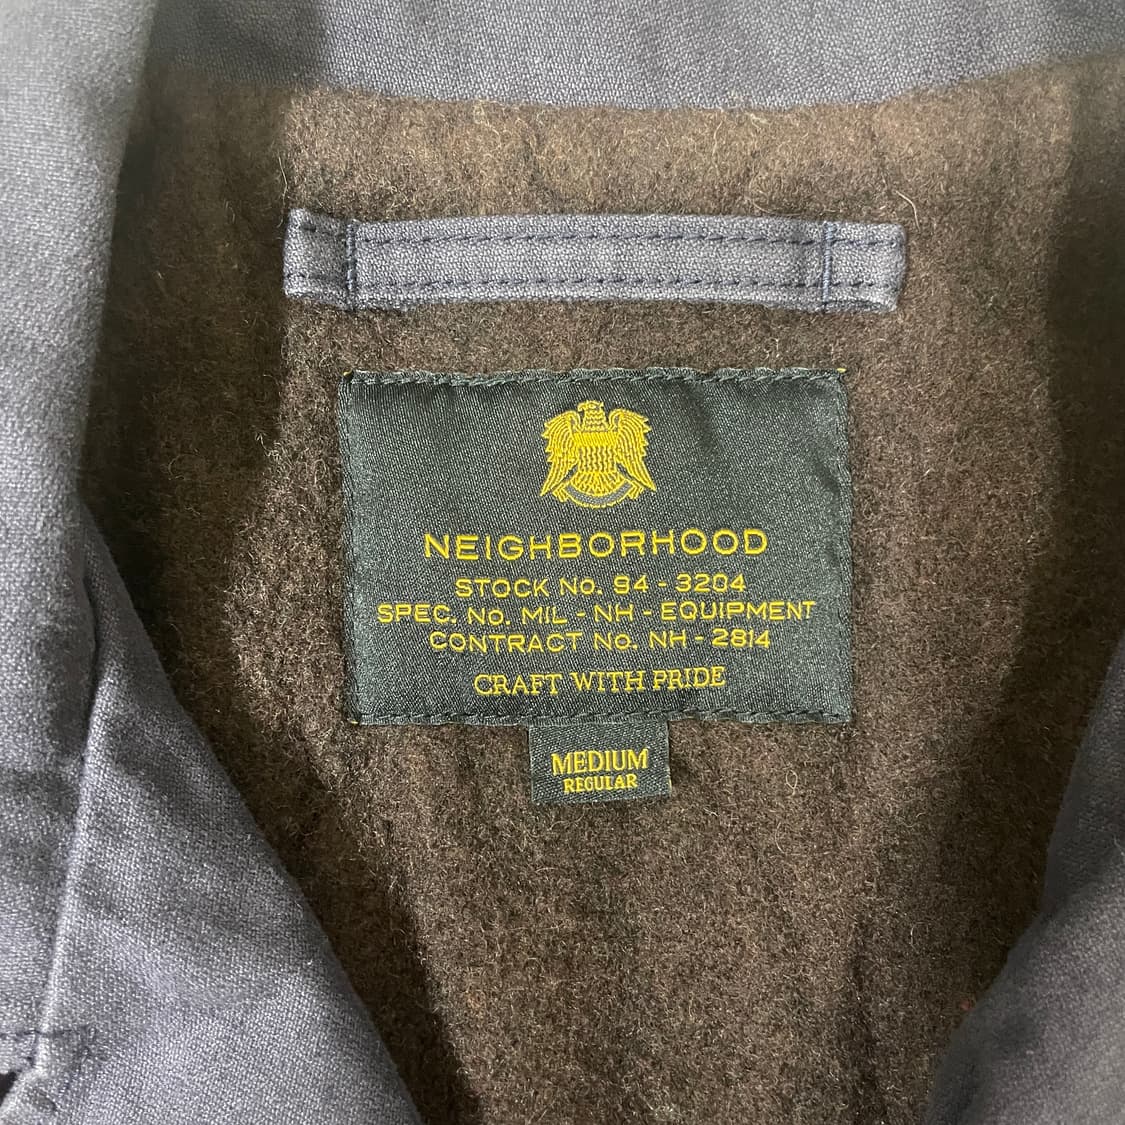 NEIGHBORHOOD
STOCK No. 94 - 3204
SPEC. No. MIL - NH - EQUIPMENT
CONTRACT No. NH - 2814
CRAFT WITH PRIDE
MEDIUM
REGULAR